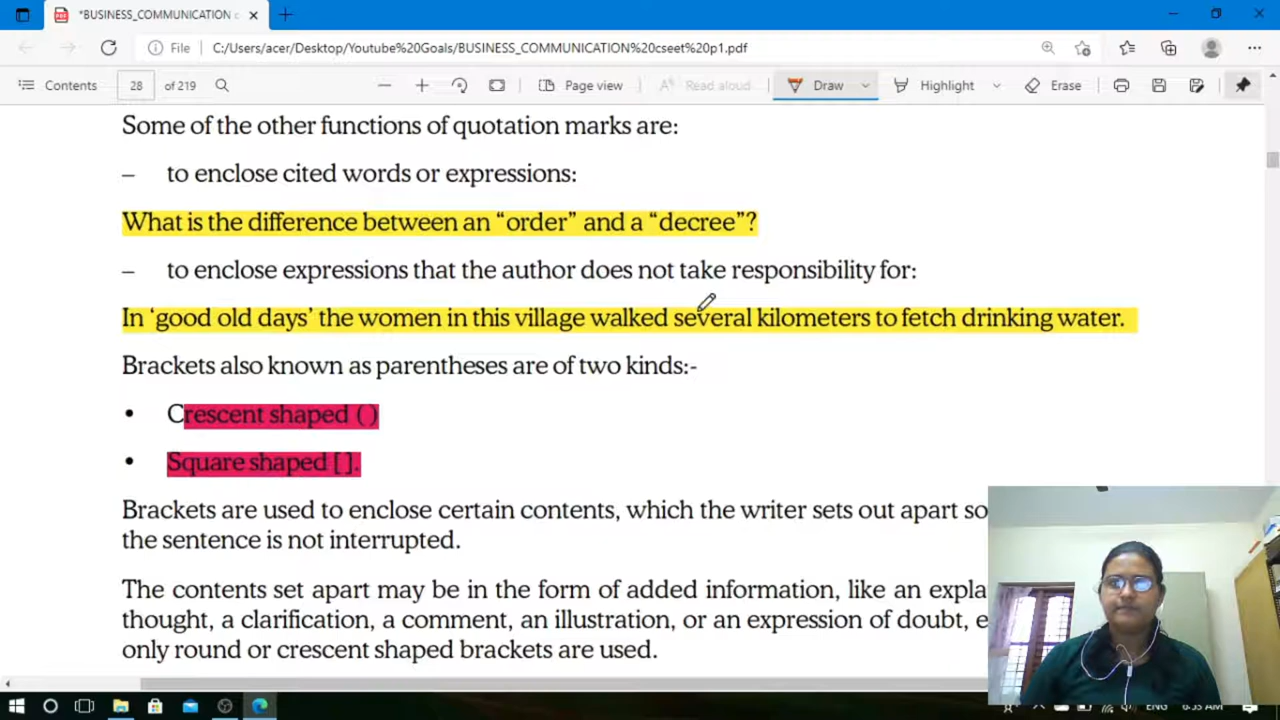 *BUSINESS_COMMUNICATION
File C:/Users/acer/Desktop/Youtube%20Goals/BUSINESS_COMMUNICATION%20cseet%20p1.pdf
Contents 28 of 219 Page view Read aloud Draw Highlight Erase
Some of the other functions of quotation marks are:
– to enclose cited words or expressions:
What is the difference between an “order” and a “decree”?
– to enclose expressions that the author does not take responsibility for:
In ‘good old days’ the women in this village walked several kilometers to fetch drinking water.
Brackets also known as parentheses are of two kinds:-
• Crescent shaped ( )
• Square shaped [ ].
Brackets are used to enclose certain contents, which the writer sets out apart so
the sentence is not interrupted.
The contents set apart may be in the form of added information, like an expla
thought, a clarification, a comment, an illustration, or an expression of doubt, e
only round or crescent shaped brackets are used.
ENG